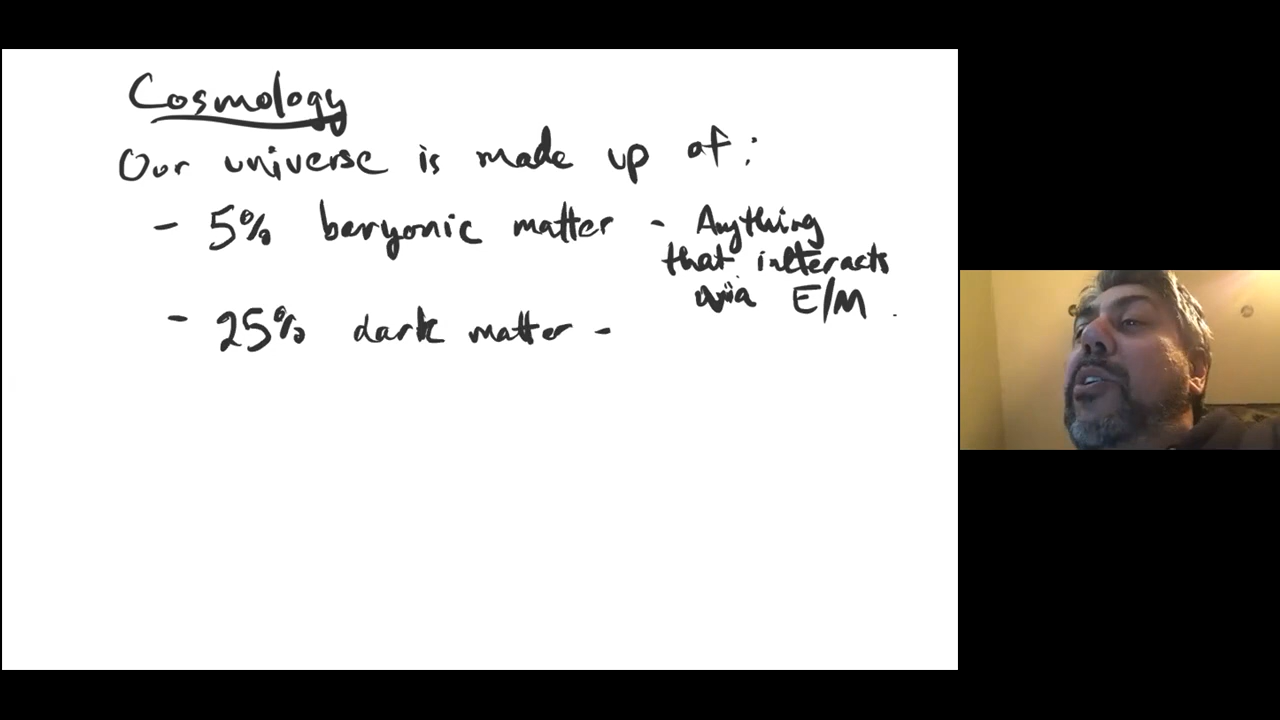 Cosmology
Our universe is made up of:
- 5% baryonic matter - Anything
that interacts
via E/M.
- 25% dark matter -